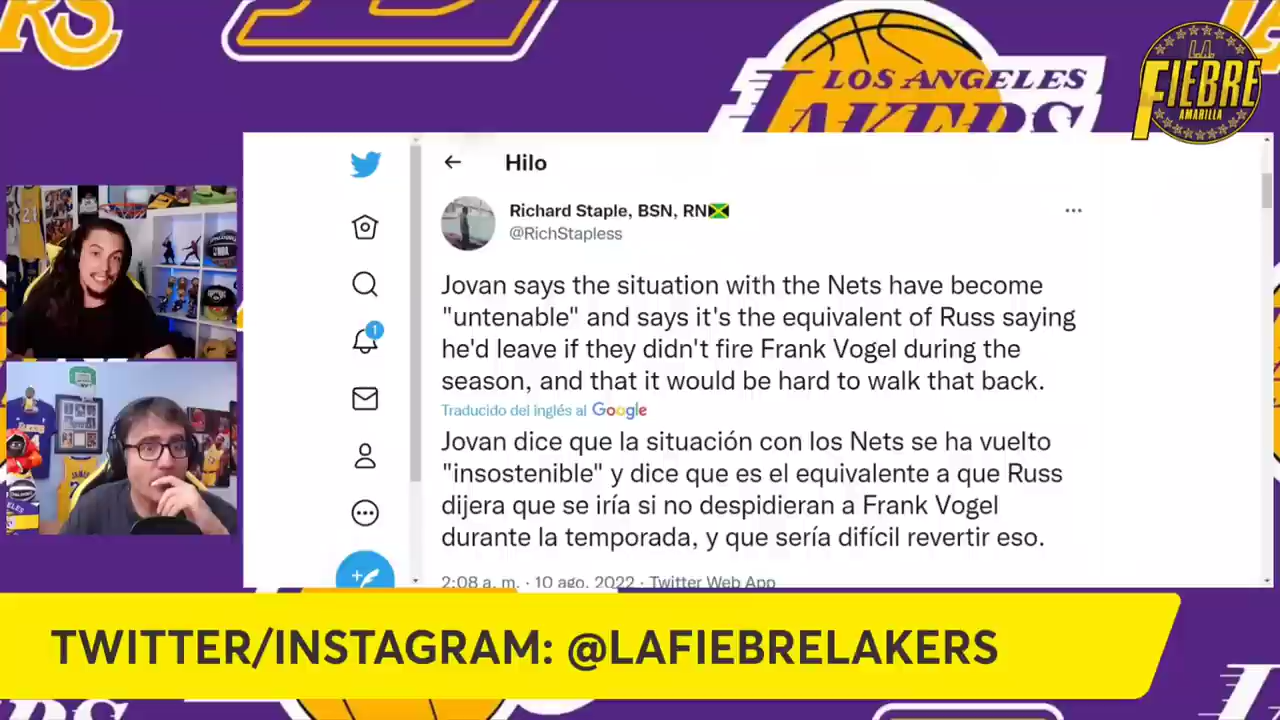 LOS ANGELES
LAKERS
L.A.
FIEBRE
AMARILLA
Hilo
Richard Staple, BSN, RN
@RichStapless
Jovan says the situation with the Nets have become
"untenable" and says it's the equivalent of Russ saying
he'd leave if they didn't fire Frank Vogel during the
season, and that it would be hard to walk that back.
Traducido del inglés al Google
Jovan dice que la situación con los Nets se ha vuelto
"insostenible" y dice que es el equivalente a que Russ
dijera que se iría si no despidieran a Frank Vogel
durante la temporada, y que sería difícil revertir eso.
2:08 a. m. · 10 ago. 2022 · Twitter Web App
1
TWITTER/INSTAGRAM: @LAFIEBRELAKERS